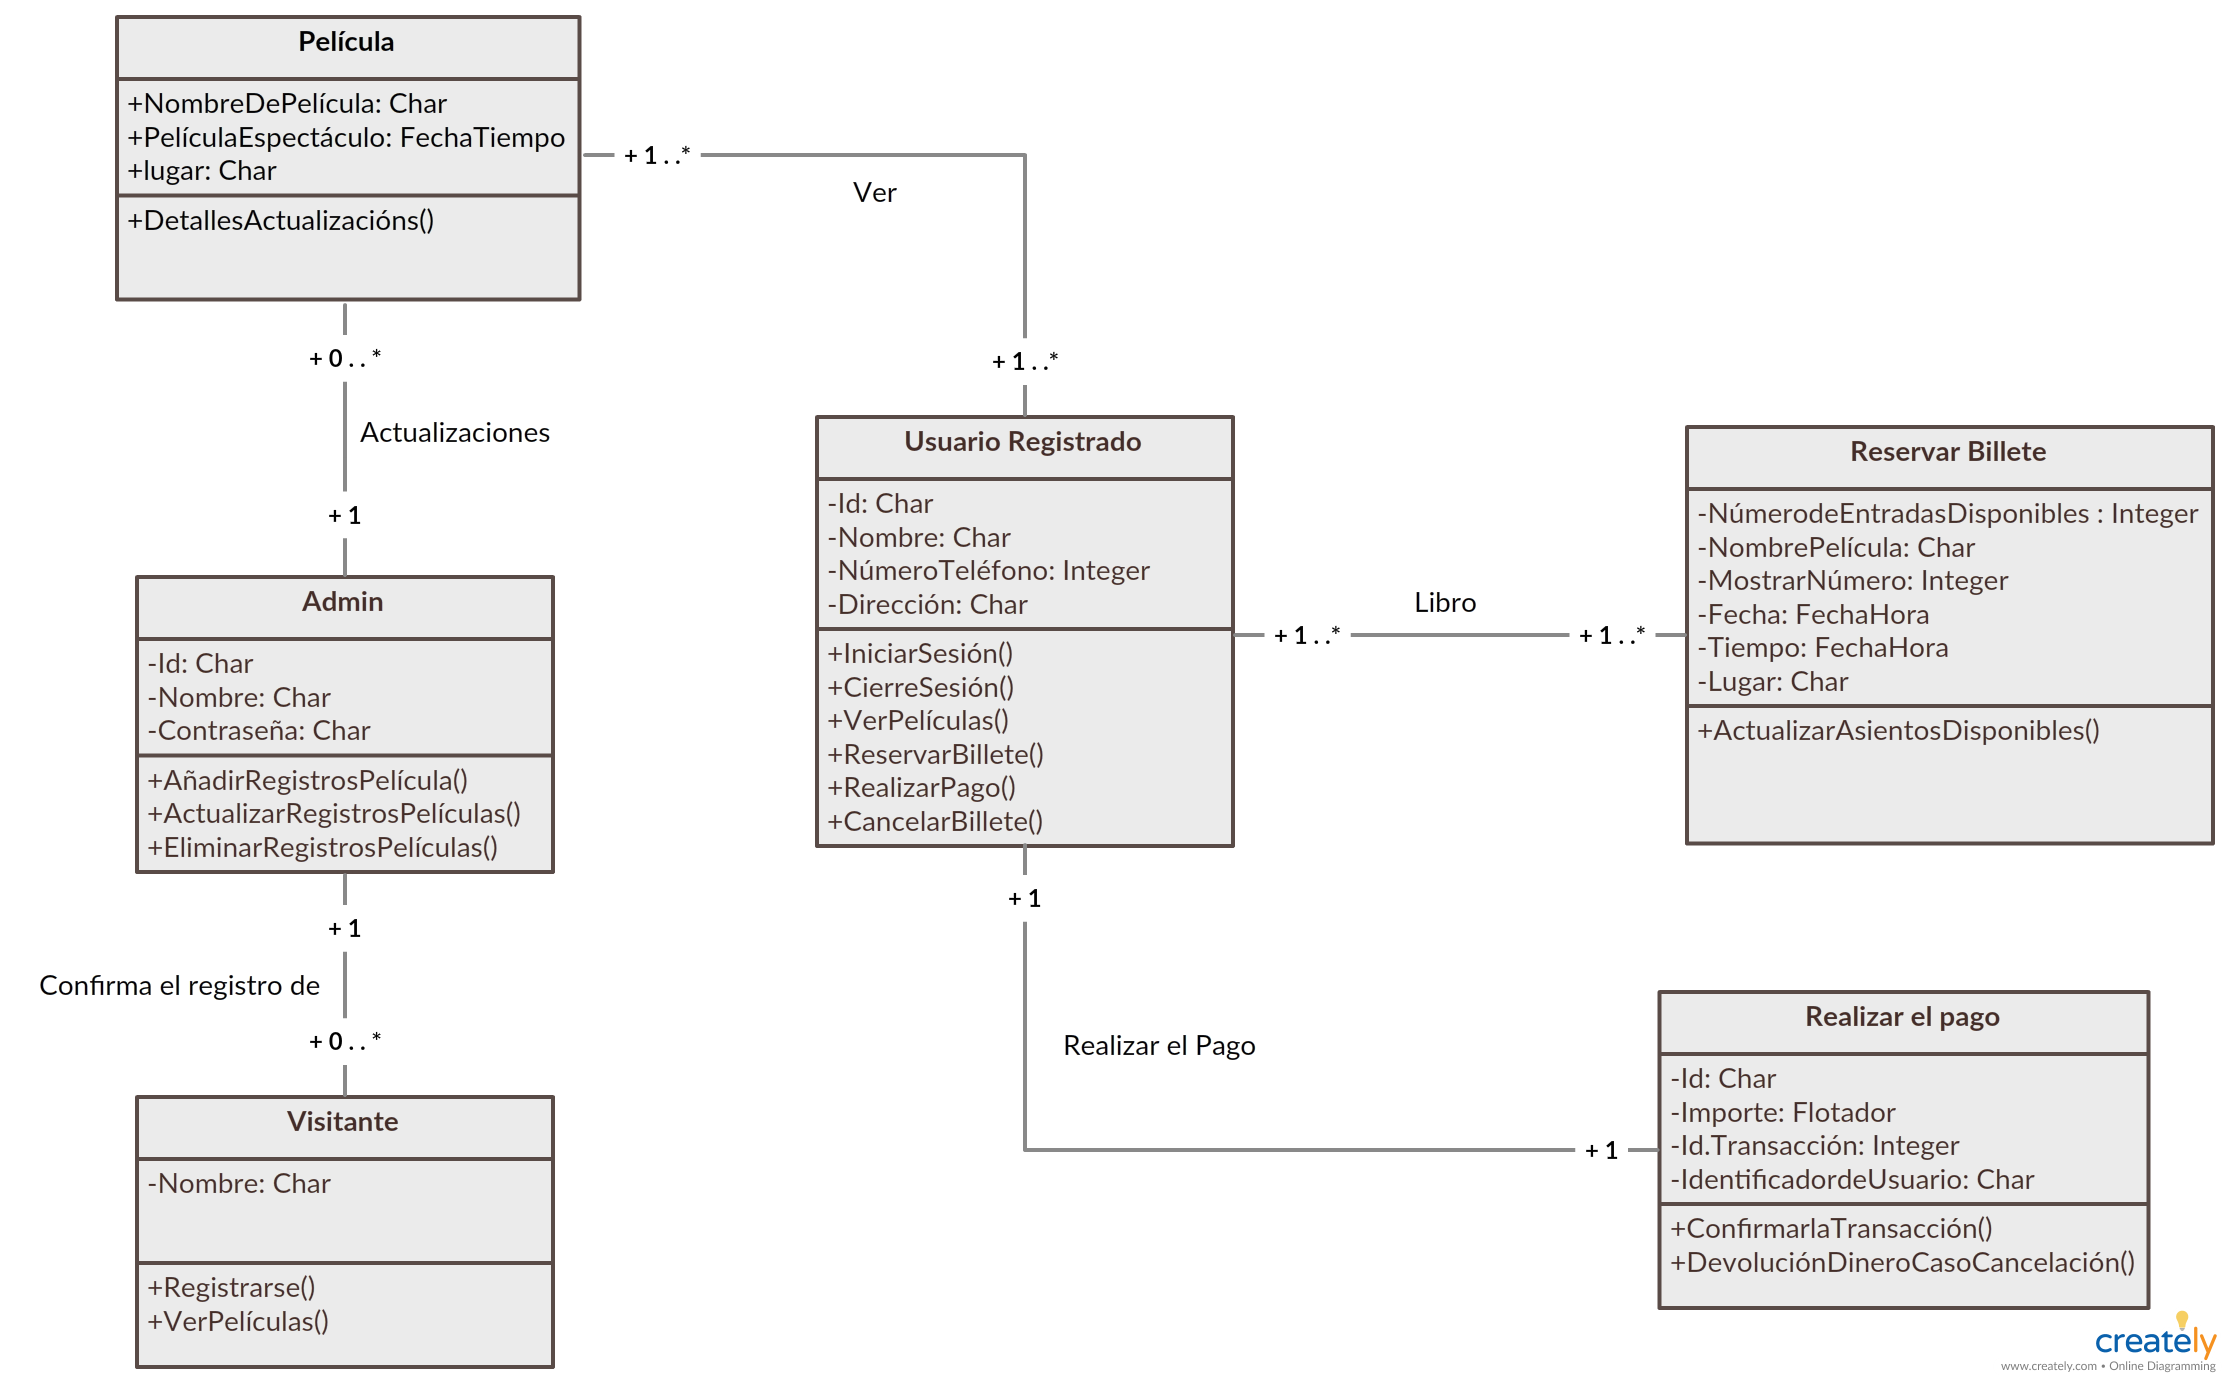 Película
+NombreDePelícula: Char
+PelículaEspectáculo: FechaTiempo
+lugar: Char
+DetallesActualizacións()
+ 1 . .*
Ver
+ 1 . .*
+ 0 . . *
Actualizaciones
+ 1
Admin
-Id: Char
-Nombre: Char
-Contraseña: Char
+AñadirRegistrosPelícula()
+ActualizarRegistrosPelículas()
+EliminarRegistrosPelículas()
+ 1
Confirma el registro de
+ 0 . . *
Visitante
-Nombre: Char
+Registrarse()
+VerPelículas()
Usuario Registrado
-Id: Char
-Nombre: Char
-NúmeroTeléfono: Integer
-Dirección: Char
+IniciarSesión()
+CierreSesión()
+VerPelículas()
+ReservarBillete()
+RealizarPago()
+CancelarBillete()
+ 1 . .*
Libro
+ 1 . .*
Reservar Billete
-NúmerodeEntradasDisponibles : Integer
-NombrePelícula: Char
-MostrarNúmero: Integer
-Fecha: FechaHora
-Tiempo: FechaHora
-Lugar: Char
+ActualizarAsientosDisponibles()
+ 1
Realizar el Pago
+ 1
Realizar el pago
-Id: Char
-Importe: Flotador
-Id.Transacción: Integer
-IdentificadordeUsuario: Char
+ConfirmarlaTransacción()
+DevoluciónDineroCasoCancelación()
creately
www.creately.com • Online Diagramming